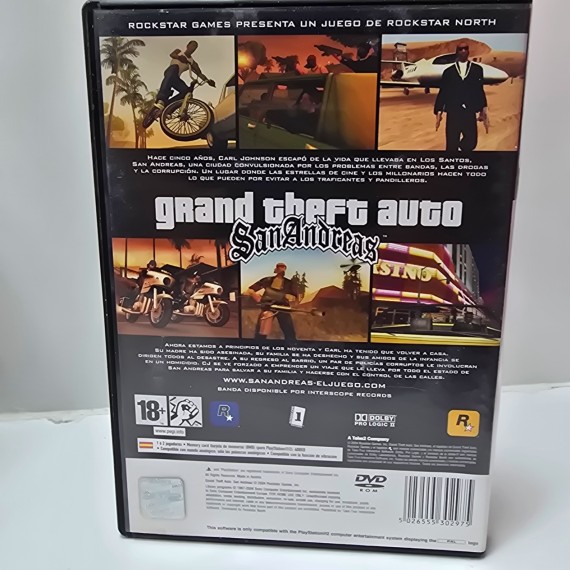 ROCKSTAR GAMES PRESENTA UN JUEGO DE ROCKSTAR NORTH
HACE CINCO AÑOS, CARL JOHNSON ESCAPÓ DE LA VIDA QUE LLEVABA EN LOS SANTOS,
SAN ANDREAS, UNA CIUDAD CONVULSIONADA POR LOS PROBLEMAS ENTRE BANDAS, LAS DROGAS
Y LA CORRUPCIÓN. UN LUGAR DONDE LAS ESTRELLAS DE CINE Y LOS MILLONARIOS HACEN TODO
LO QUE PUEDEN POR EVITAR A LOS TRAFICANTES Y PANDILLEROS.
grand theft auto
San Andreas
CASINO
AHORA ESTAMOS A PRINCIPIOS DE LOS NOVENTA Y CARL HA TENIDO QUE VOLVER A CASA.
SU MADRE HA SIDO ASESINADA, SU FAMILIA SE HA DESHECHO Y SUS AMIGOS DE LA INFANCIA SE
DIRIGEN TODOS AL DESASTRE. A SU REGRESO AL BARRIO, UN PAR DE POLICÍAS CORRUPTOS LE INVOLUCRAN
EN UN HOMICIDIO. CJ SE VE FORZADO A EMPRENDER UN VIAJE QUE LE LLEVA POR TODO EL ESTADO DE
SAN ANDREAS PARA SALVAR A SU FAMILIA Y HACERSE CON EL CONTROL DE LAS CALLES.
WWW.SANANDREAS-ELJUEGO.COM
BANDA DISPONIBLE POR INTERSCOPE RECORDS
18+
www.pegi.info
R
1
DOLBY
PRO LOGIC II
R
A Take2 Company
DVD
ROM
5 026555 302975
This software is only compatible with the PlayStation®2 computer entertainment system displaying the PAL logo